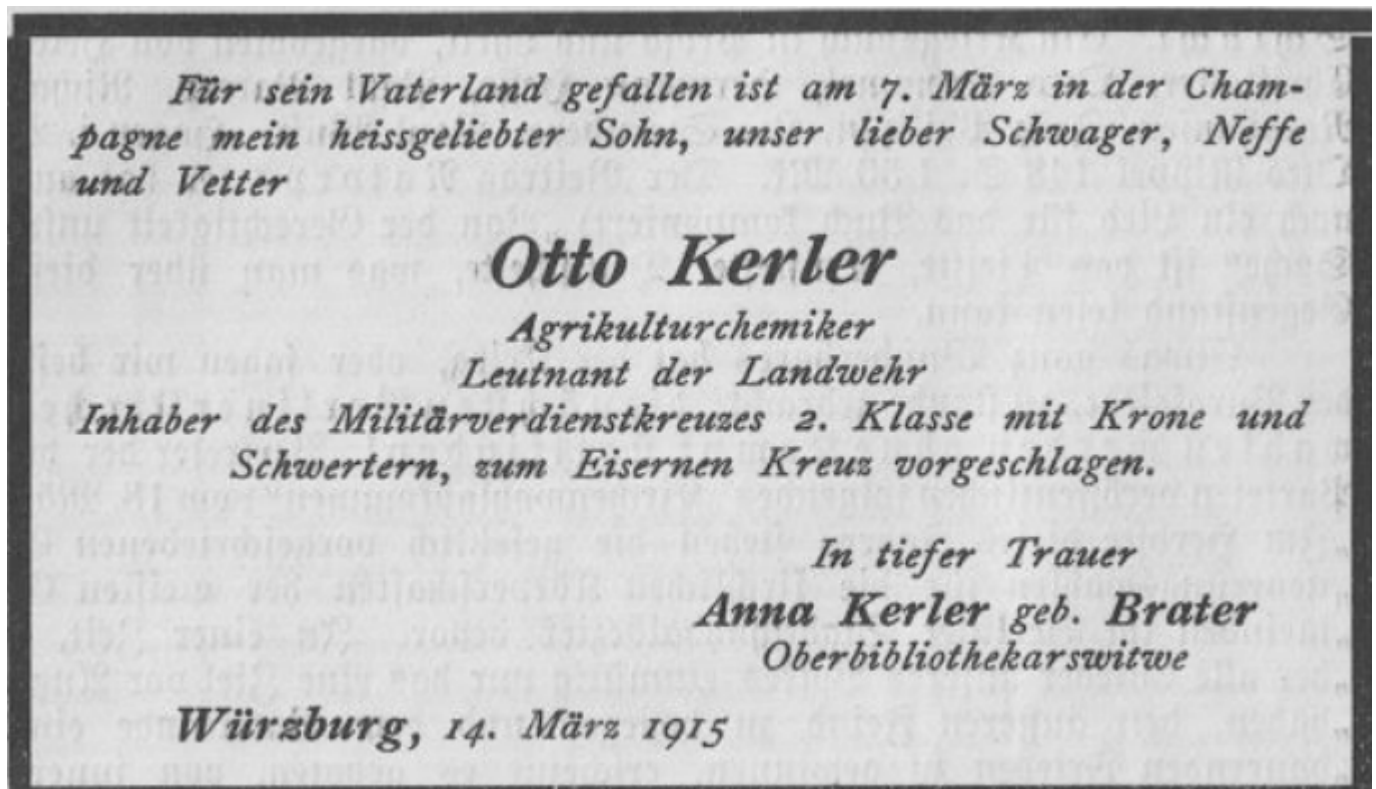 Für sein Vaterland gefallen ist am 7. März in der Cham-
pagne mein heissgeliebter Sohn, unser lieber Schwager, Neffe
und Vetter
Otto Kerler
Agrikulturchemiker
Leutnant der Landwehr
Inhaber des Militärverdienstkreuzes 2. Klasse mit Krone und
Schwertern, zum Eisernen Kreuz vorgeschlagen.
In tiefer Trauer
Anna Kerler geb. Brater
Oberbibliothekarswitwe
Würzburg, 14. März 1915